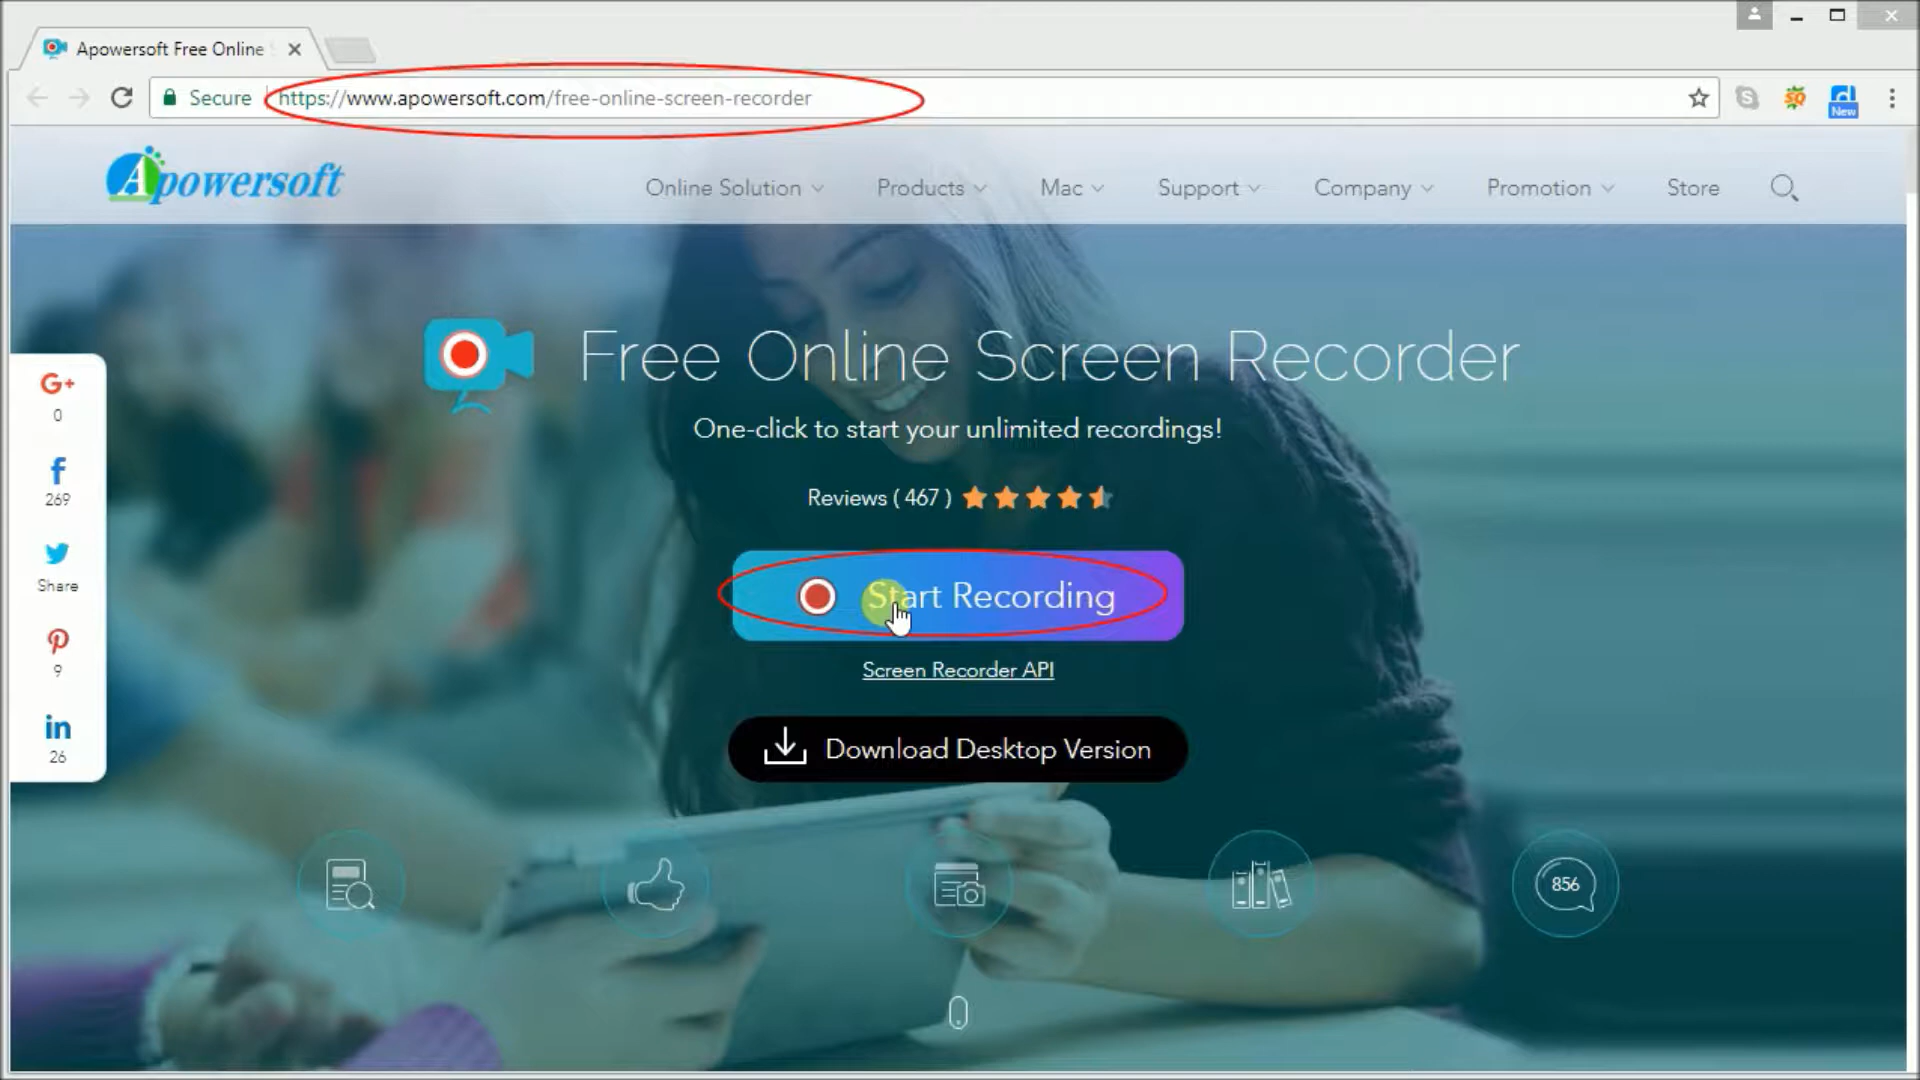 Apowersoft Free Online
Secure https://www.apowersoft.com/free-online-screen-recorder
New
Apowersoft
Online Solution Products Mac Support Company Promotion Store
Free Online Screen Recorder
One-click to start your unlimited recordings!
Reviews ( 467 )
Start Recording
Screen Recorder API
Download Desktop Version
G+
0
f
269
Share
9
in
26
856